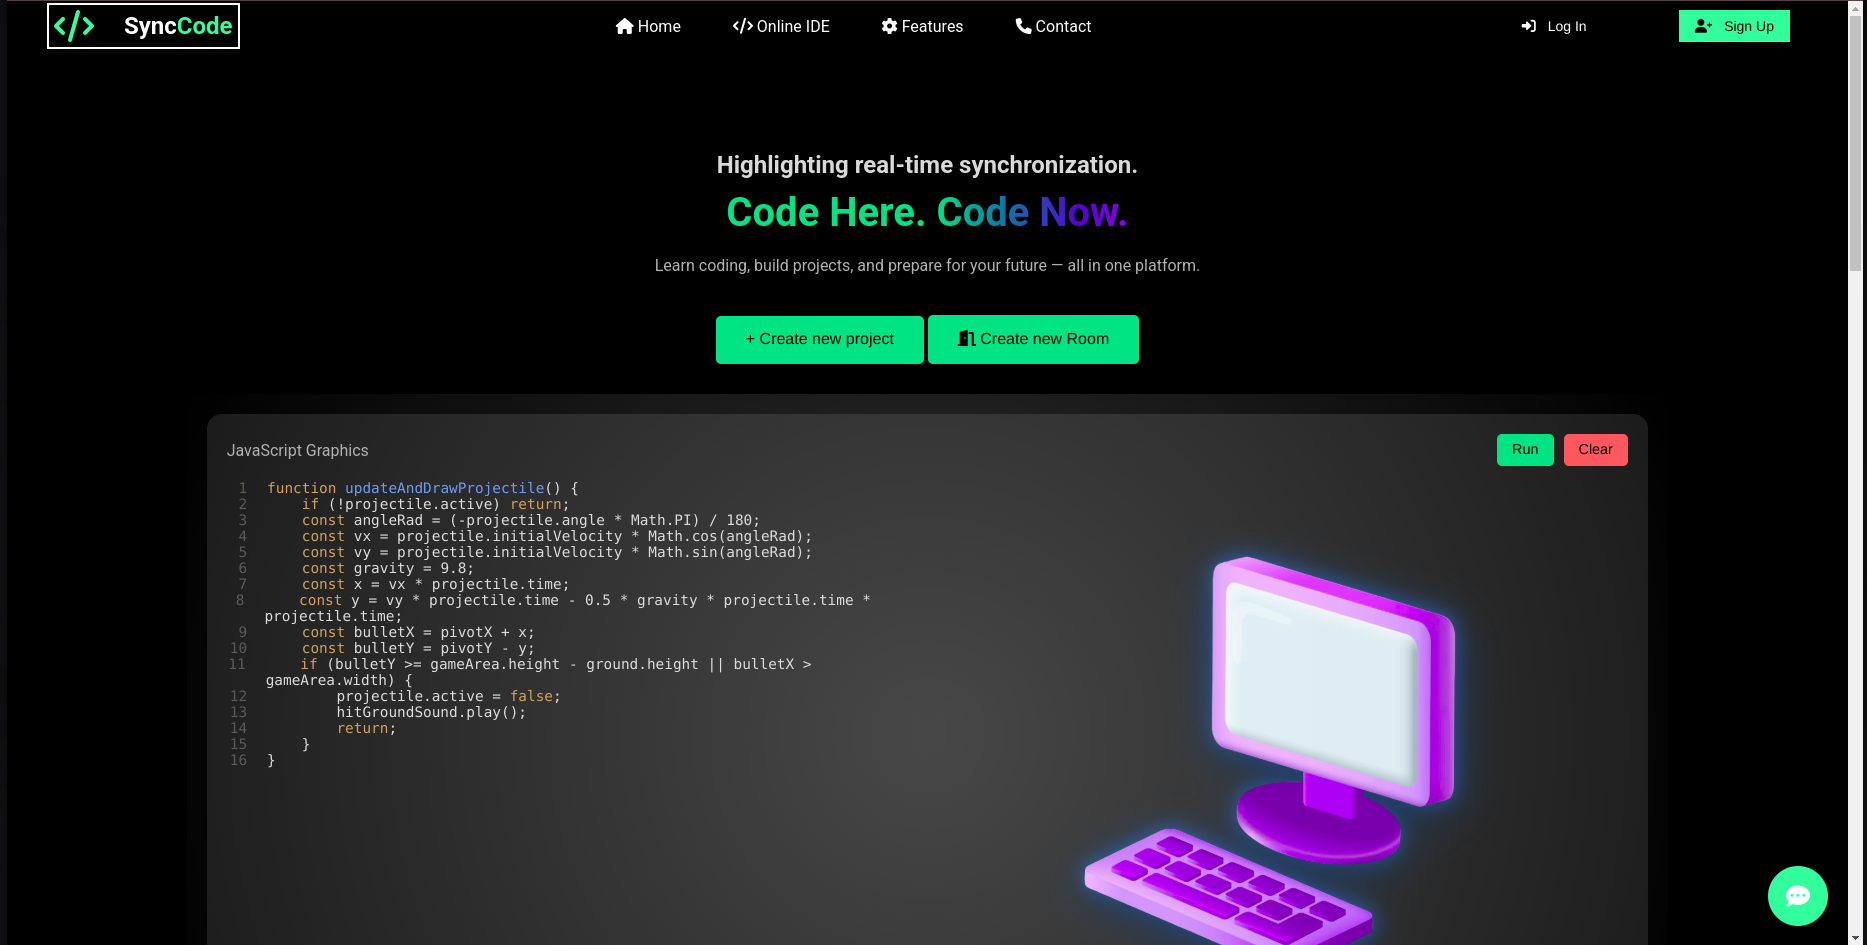 </> SyncCode
Home
Online IDE
Features
Contact
Log In
Sign Up
Highlighting real-time synchronization.
Code Here. Code Now.
Learn coding, build projects, and prepare for your future — all in one platform.
+ Create new project
Create new Room
JavaScript Graphics
Run
Clear
1 function updateAndDrawProjectile() {
2     if (!projectile.active) return;
3     const angleRad = (-projectile.angle * Math.PI) / 180;
4     const vx = projectile.initialVelocity * Math.cos(angleRad);
5     const vy = projectile.initialVelocity * Math.sin(angleRad);
6     const gravity = 9.8;
7     const x = vx * projectile.time;
8     const y = vy * projectile.time - 0.5 * gravity * projectile.time *
projectile.time;
9     const bulletX = pivotX + x;
10     const bulletY = pivotY - y;
11     if (bulletY >= gameArea.height - ground.height || bulletX >
gameArea.width) {
12         projectile.active = false;
13         hitGroundSound.play();
14         return;
15     }
16 }